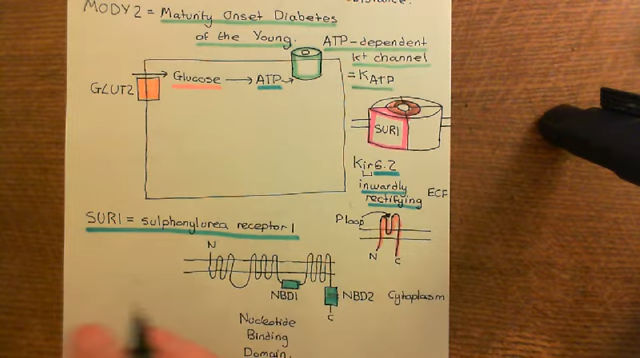 MODY2 = Maturity Onset Diabetes
of the Young.
ATP-dependent
K+ channel
= KATP
GLUT2
Glucose → ATP →
SUR1
Kir6.2
inwardly
rectifying
ECF
SUR1 = sulphonylurea receptor 1
P loop
N
C
N
NBD1
NBD2
Cytoplasm
C
Nucleotide
Binding
Domain.